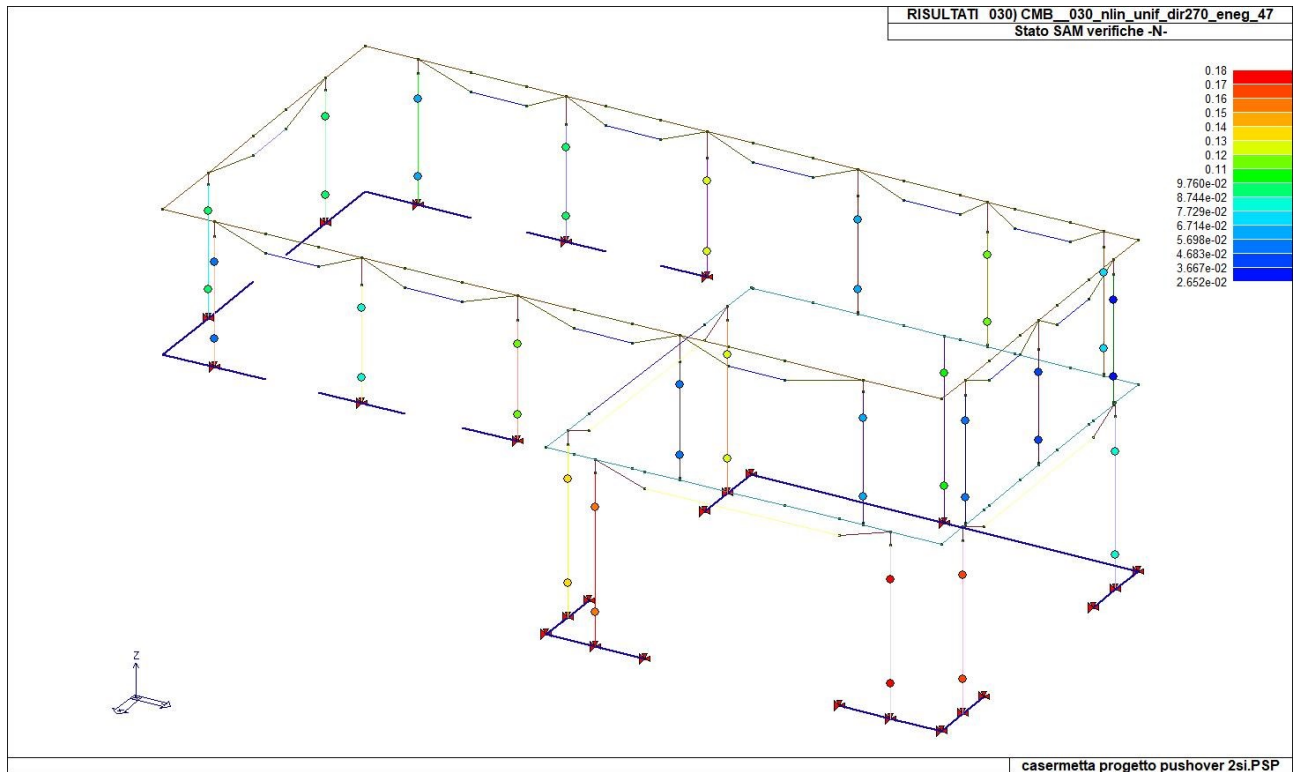 RISULTATI 030) CMB__030_nlin_unif_dir270_eneg_47
Stato SAM verifiche -N-
0.18
0.17
0.16
0.15
0.14
0.13
0.12
0.11
9.760e-02
8.744e-02
7.729e-02
6.714e-02
5.698e-02
4.683e-02
3.667e-02
2.652e-02
Z
casermetta progetto pushover 2si.PSP